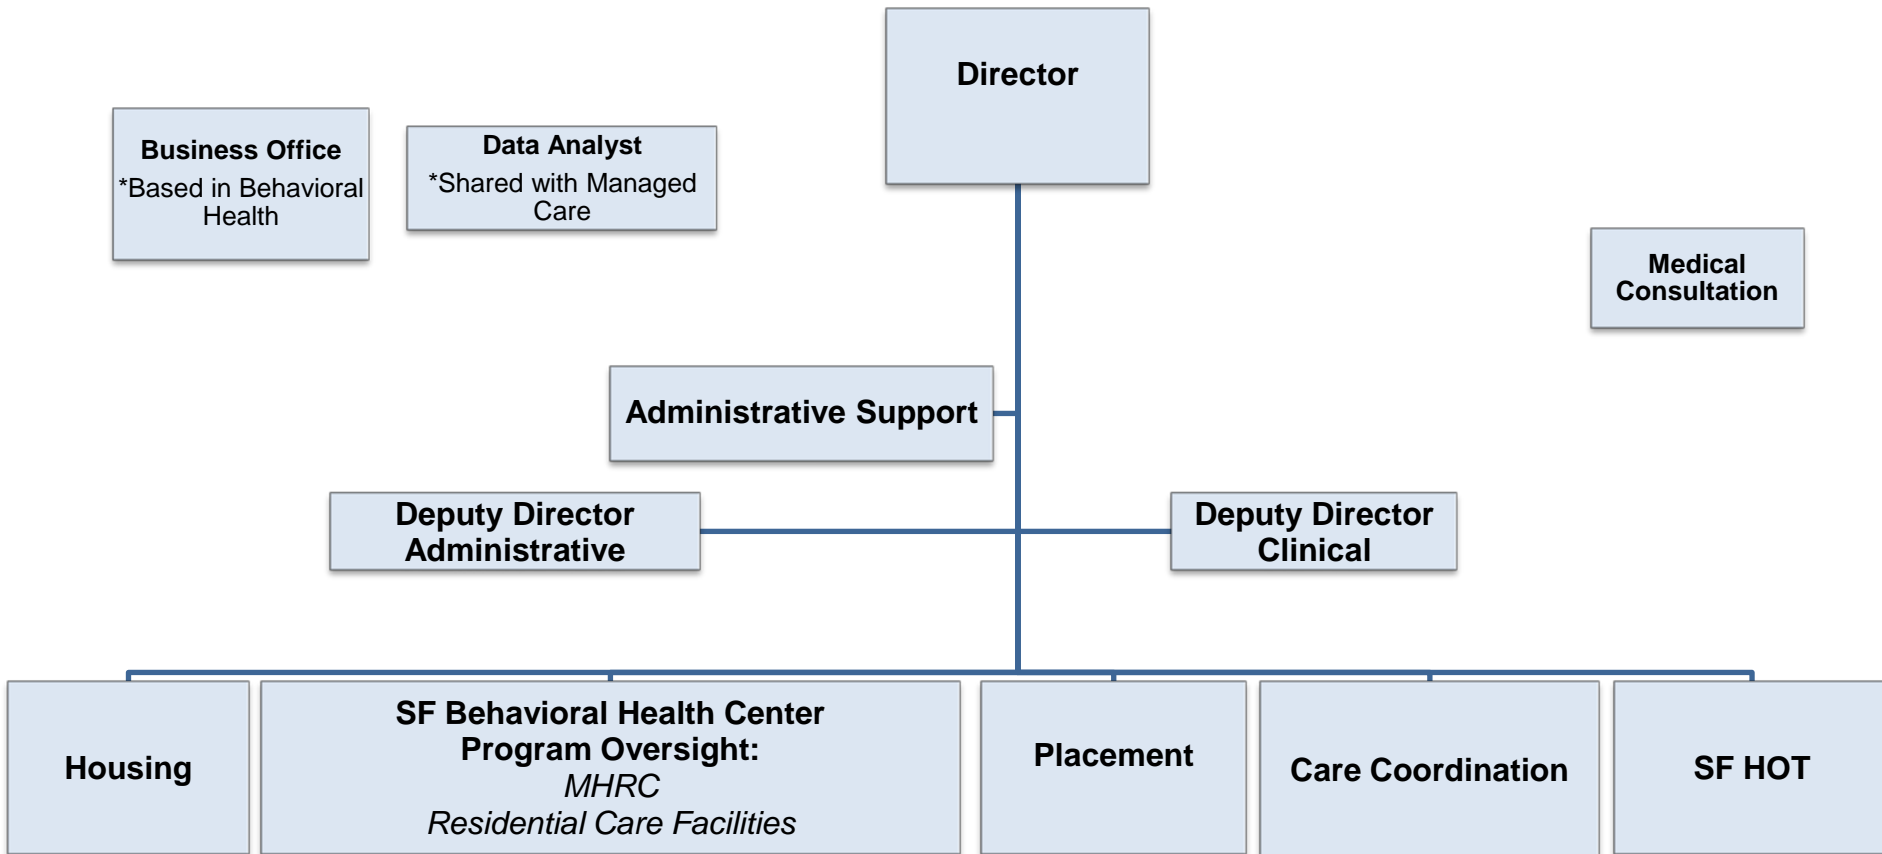 Director
Business Office
*Based in Behavioral
Health
Data Analyst
*Shared with Managed
Care
Medical
Consultation
Administrative Support
Deputy Director
Administrative
Deputy Director
Clinical
Housing
SF Behavioral Health Center
Program Oversight:
MHRC
Residential Care Facilities
Placement
Care Coordination
SF HOT